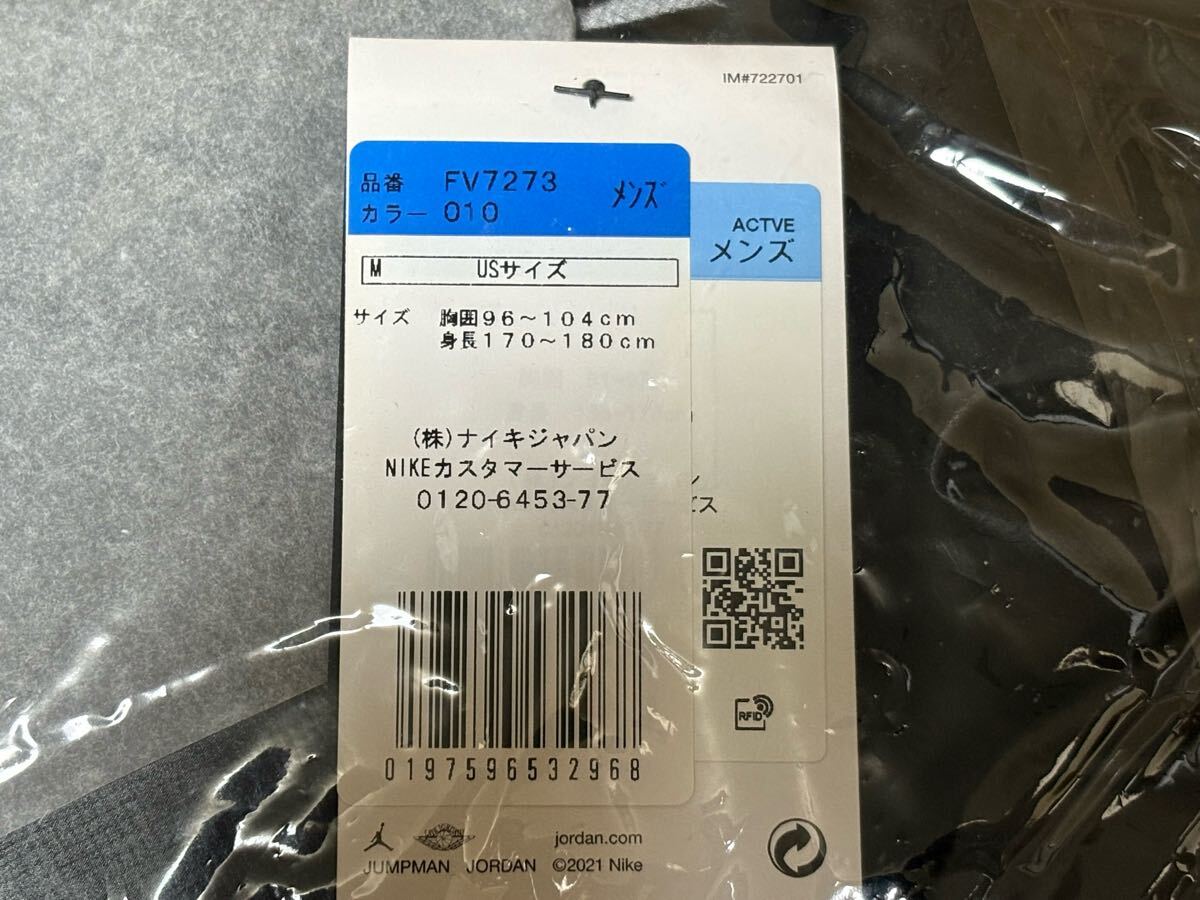 IM#722701
品番 FV7273 メンズ
カラー 010
ACTVE
メンズ
M USサイズ
サイズ 胸囲96～104cm
身長170～180cm
(株)ナイキジャパン
NIKEカスタマーサービス
0120-6453-77
ン
ビス
RFID
0197596532968
jordan.com
JUMPMAN JORDAN ©2021 Nike